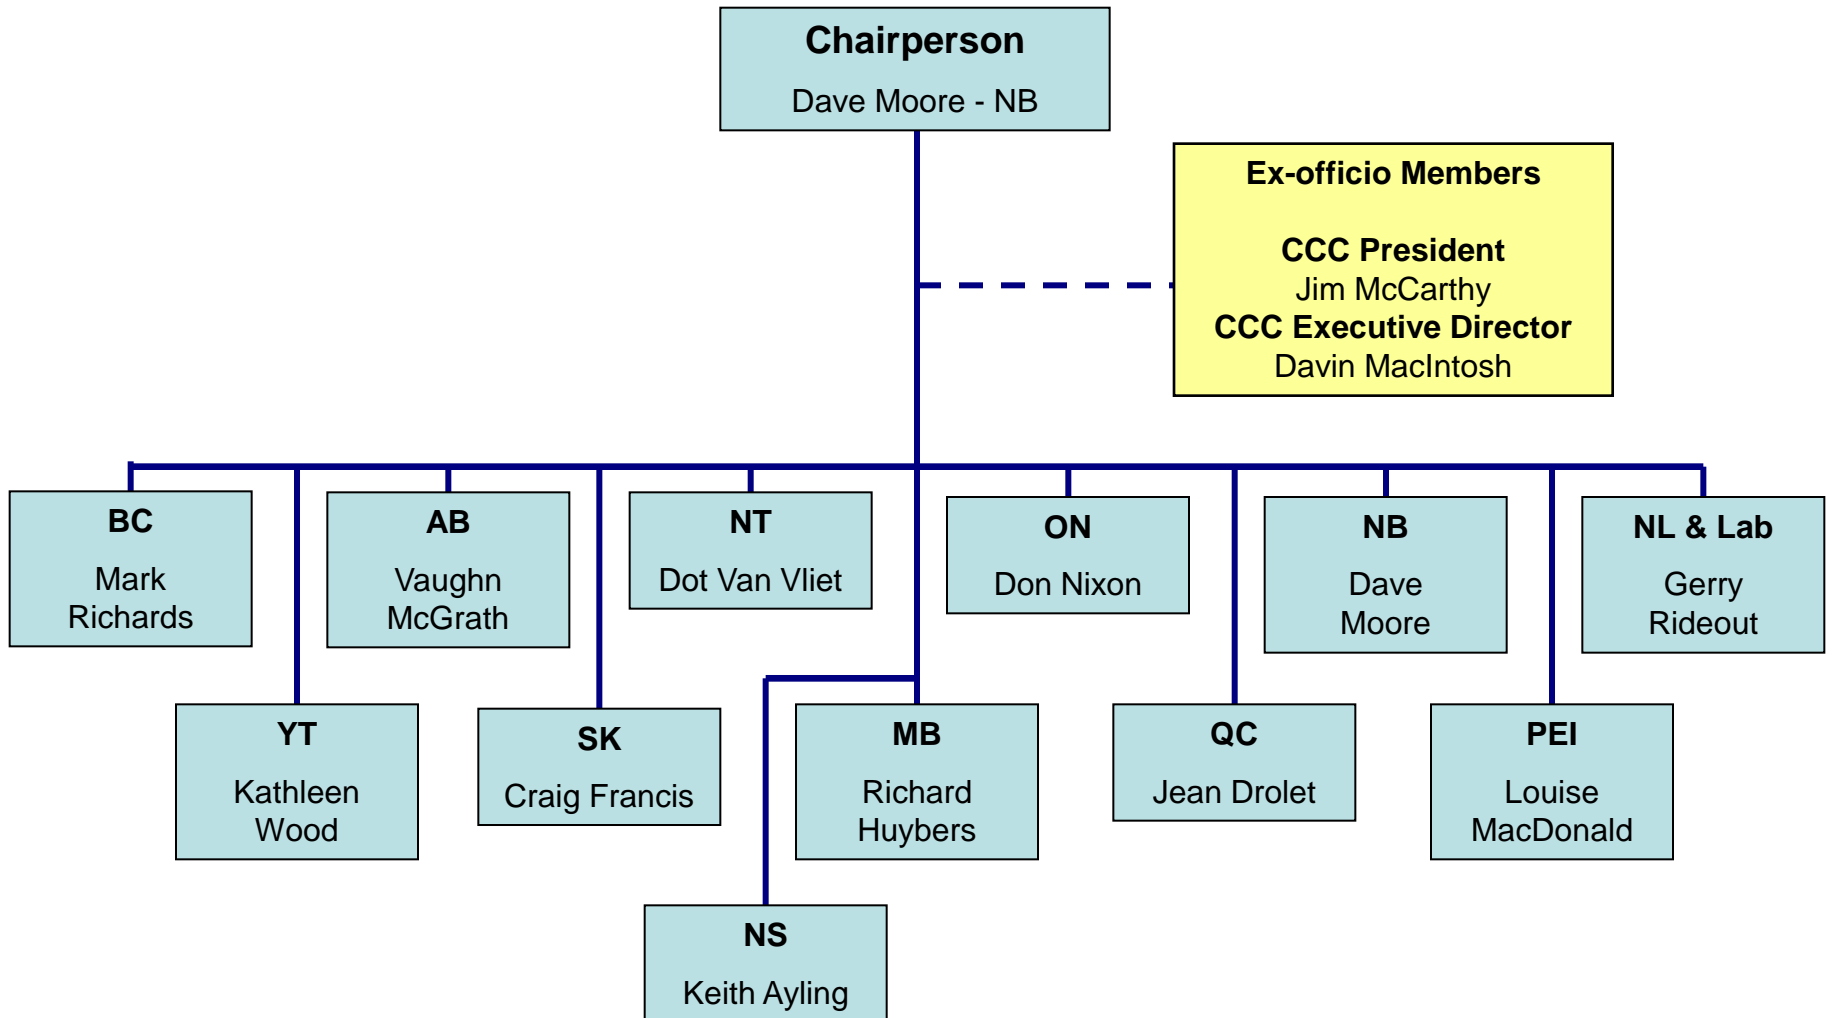 Chairperson
Dave Moore - NB
Ex-officio Members
CCC President
Jim McCarthy
CCC Executive Director
Davin MacIntosh
BC
Mark
Richards
AB
Vaughn
McGrath
NT
Dot Van Vliet
ON
Don Nixon
NB
Dave
Moore
NL & Lab
Gerry
Rideout
YT
Kathleen
Wood
SK
Craig Francis
MB
Richard
Huybers
QC
Jean Drolet
PEI
Louise
MacDonald
NS
Keith Ayling